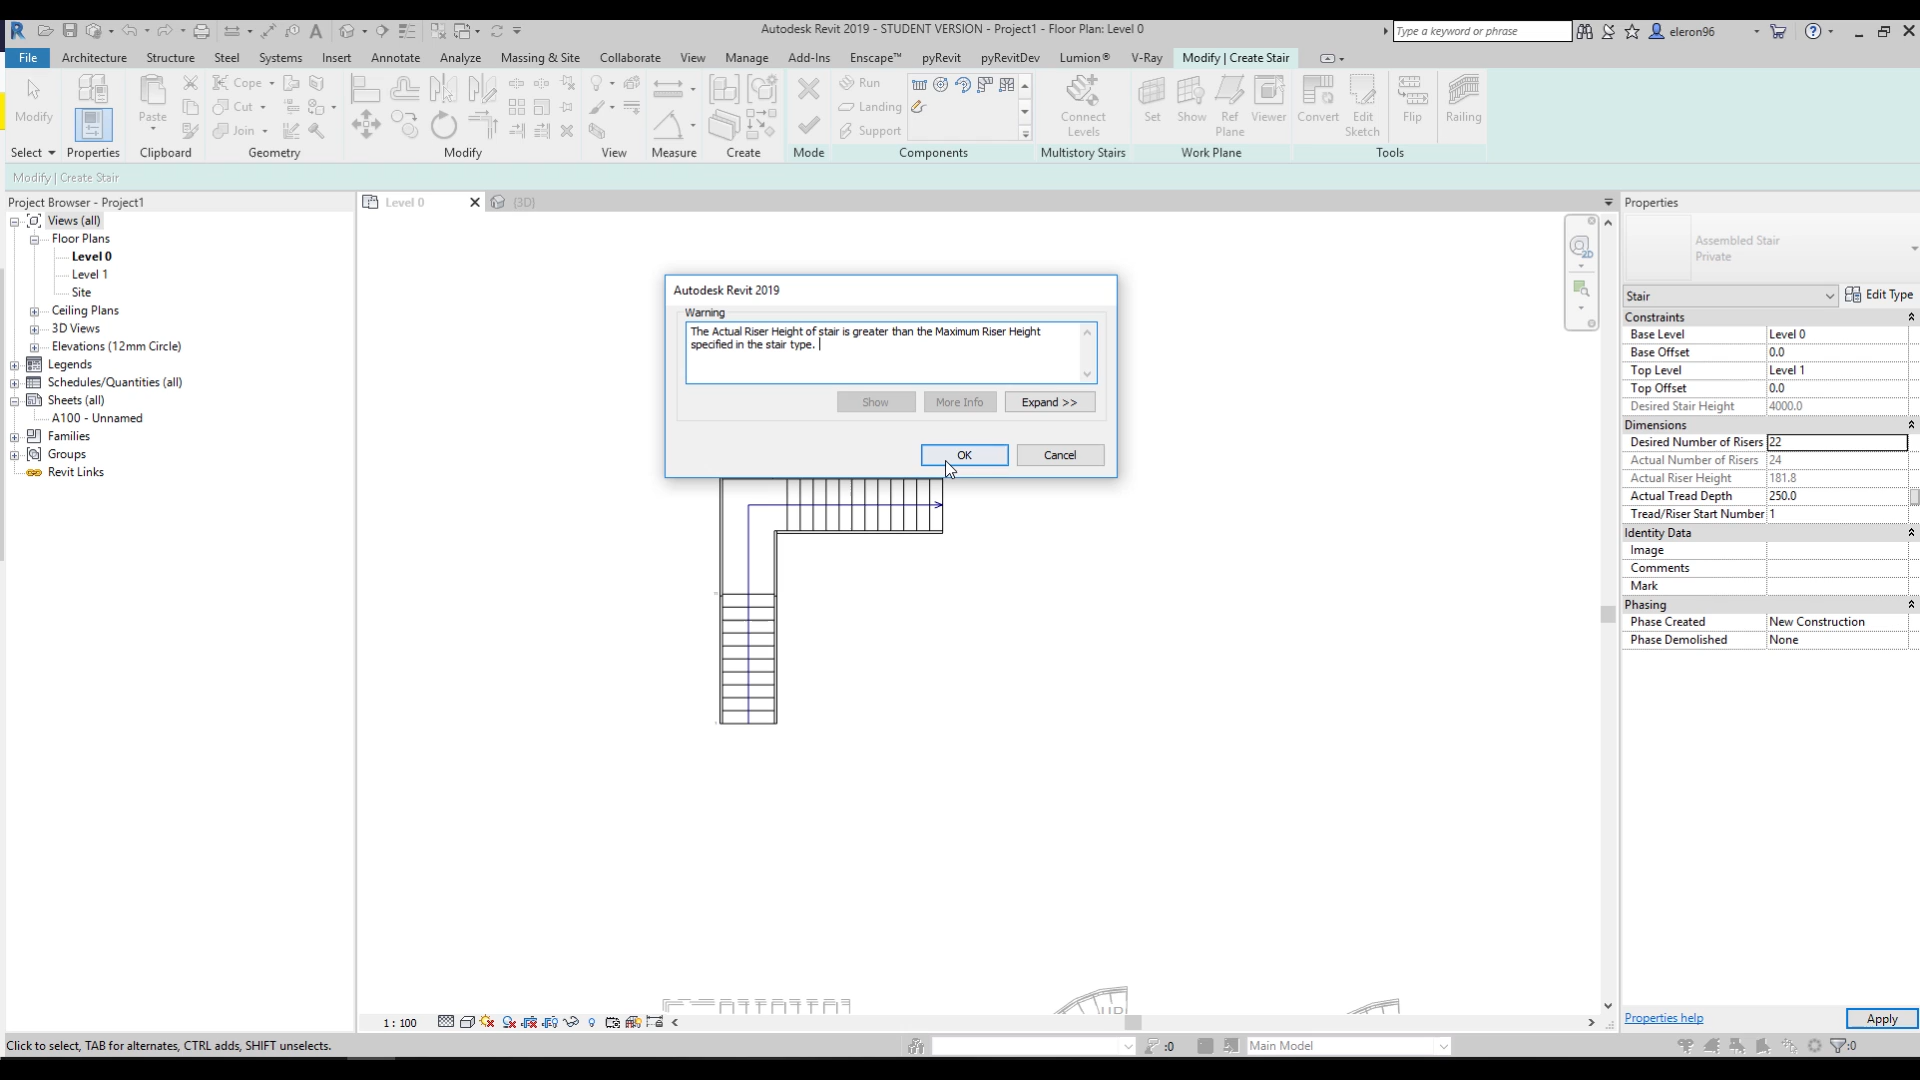 Autodesk Revit 2019 - STUDENT VERSION - Project1 - Floor Plan: Level 0
Type a keyword or phrase
eleron96
File
Architecture
Structure
Steel
Systems
Insert
Annotate
Analyze
Massing & Site
Collaborate
View
Manage
Add-Ins
Enscape™
pyRevit
pyRevitDev
Lumion®
V-Ray
Modify | Create Stair
Modify
Paste
Cope
Cut
Join
Run
Landing
Support
Connect
Levels
Set
Show
Ref
Plane
Viewer
Convert
Edit
Sketch
Flip
Railing
Select
Properties
Clipboard
Geometry
Modify
View
Measure
Create
Mode
Components
Multistory Stairs
Work Plane
Tools
Modify | Create Stair
Project Browser - Project1
Views (all)
Floor Plans
Level 0
Level 1
Site
Ceiling Plans
3D Views
Elevations (12mm Circle)
Legends
Schedules/Quantities (all)
Sheets (all)
A100 - Unnamed
Families
Groups
Revit Links
Level 0
{3D}
Autodesk Revit 2019
Warning
The Actual Riser Height of stair is greater than the Maximum Riser Height
specified in the stair type.
Show
More Info
Expand >>
OK
Cancel
UP
2D
Properties
Assembled Stair
Private
Stair
Edit Type
Constraints
Base Level Level 0
Base Offset 0.0
Top Level Level 1
Top Offset 0.0
Desired Stair Height 4000.0
Dimensions
Desired Number of Risers 22
Actual Number of Risers 24
Actual Riser Height 181.8
Actual Tread Depth 250.0
Tread/Riser Start Number 1
Identity Data
Image
Comments
Mark
Phasing
Phase Created New Construction
Phase Demolished None
Properties help
Apply
1 : 100
Click to select, TAB for alternates, CTRL adds, SHIFT unselects.
:0
Main Model
:0